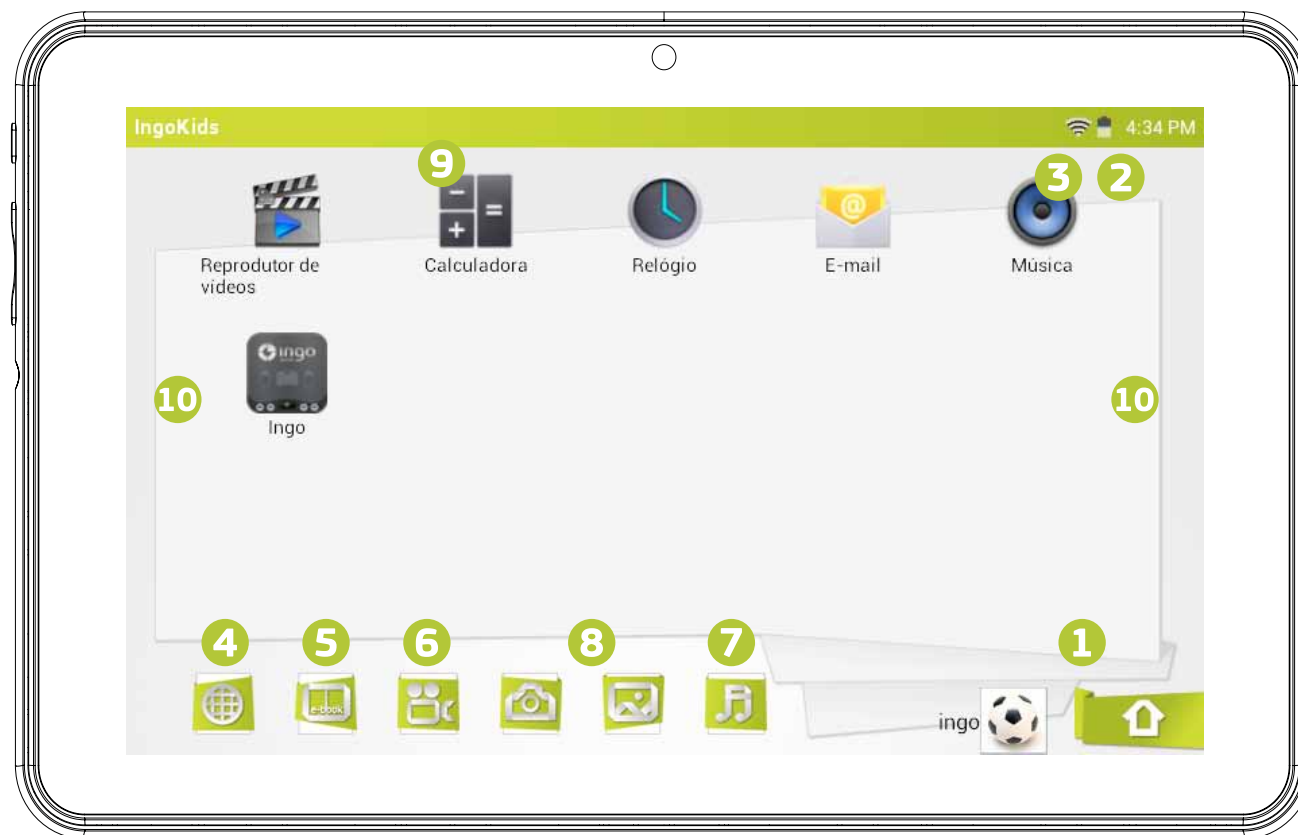 IngoKids
4:34 PM
9
3
2
Reprodutor de
vídeos
Calculadora
Relógio
@
E-mail
Música
ingo
Ingo
10
10
4
5
6
8
7
1
e-book
ingo